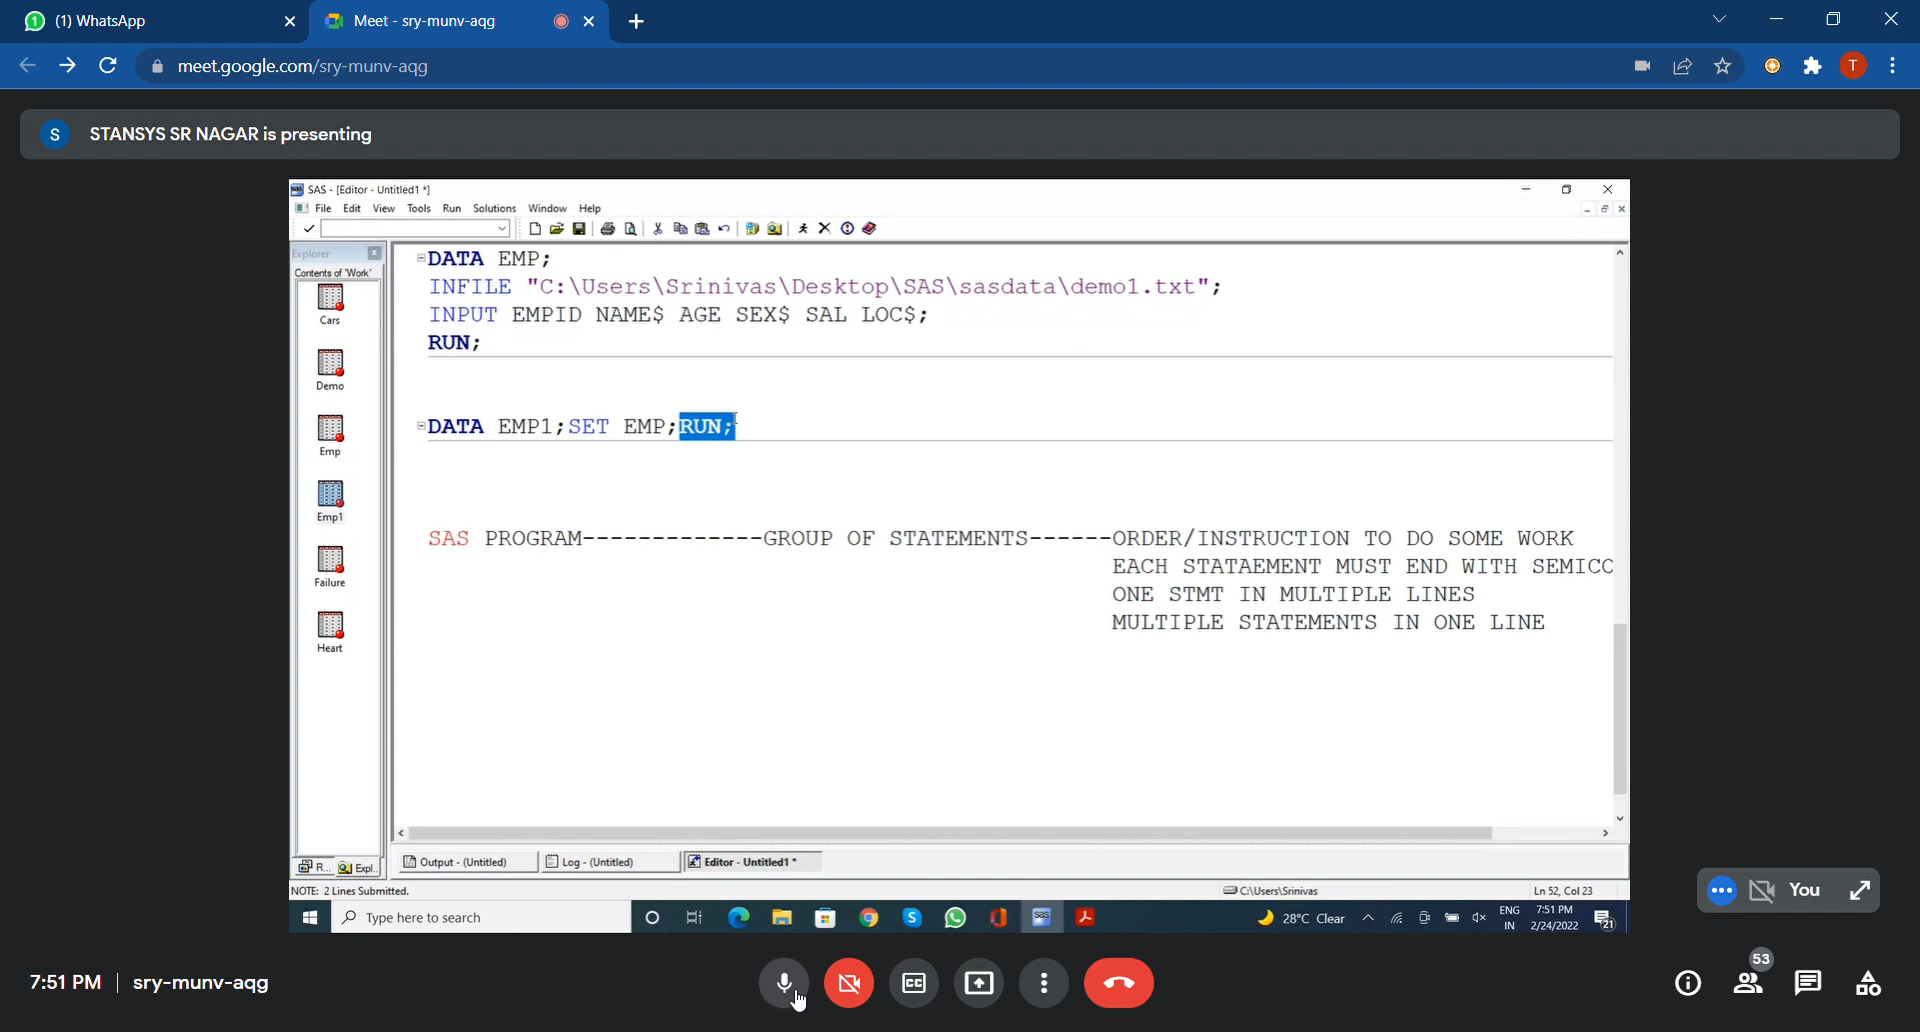 (1) WhatsApp
Meet - sry-munv-aqg
meet.google.com/sry-munv-aqg
T
S STANSYS SR NAGAR is presenting
SAS - [Editor - Untitled1 *]
File Edit View Tools Run Solutions Window Help
Explorer
Contents of 'Work'
Cars
Demo
Emp
Emp1
Failure
Heart
DATA EMP;
INFILE "C:\Users\Srinivas\Desktop\SAS\sasdata\demo1.txt";
INPUT EMPID NAME$ AGE SEX$ SAL LOC$;
RUN;
DATA EMP1;SET EMP;RUN;
SAS PROGRAM-------------GROUP OF STATEMENTS------ORDER/INSTRUCTION TO DO SOME WORK
EACH STATAEMENT MUST END WITH SEMICC
ONE STMT IN MULTIPLE LINES
MULTIPLE STATEMENTS IN ONE LINE
R... Expl...
Output - (Untitled) Log - (Untitled) Editor - Untitled1 *
NOTE: 2 Lines Submitted. C:\Users\Srinivas Ln 52, Col 23
Type here to search
28°C Clear
ENG
IN
7:51 PM
2/24/2022
21
You
7:51 PM | sry-munv-aqg
CC
53